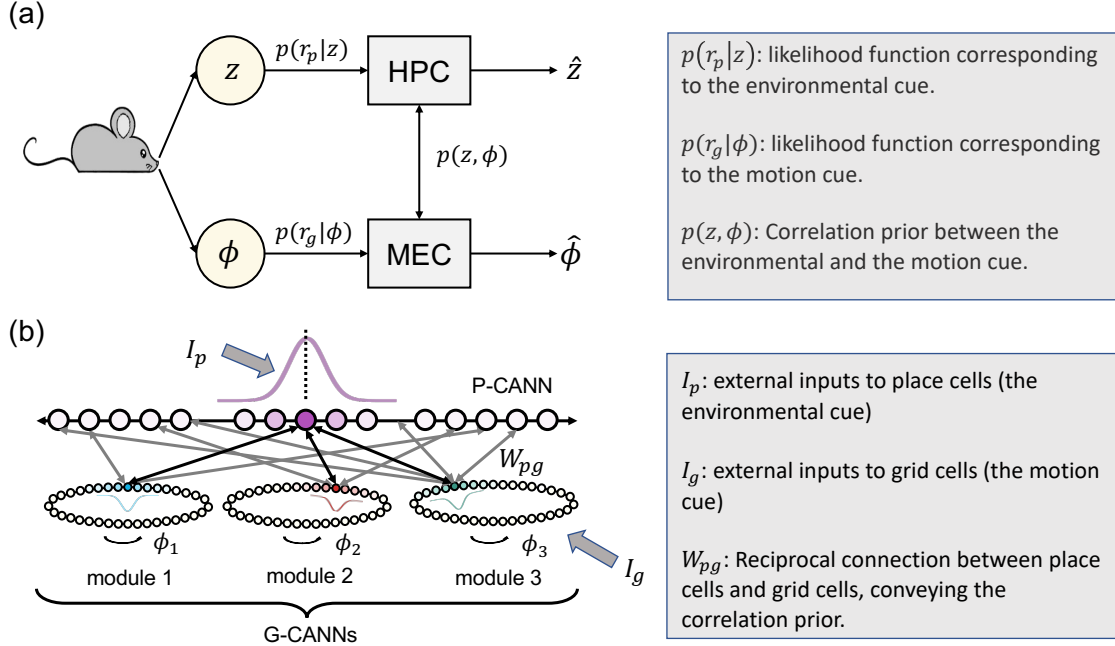 (a)
z
p(r_p|z)
HPC
ẑ
p(z, ϕ)
ϕ
p(r_g|ϕ)
MEC
ϕ̂
p(r_p|z): likelihood function corresponding
to the environmental cue.
p(r_g|ϕ): likelihood function corresponding
to the motion cue.
p(z, ϕ): Correlation prior between the
environmental and the motion cue.
(b)
I_p
P-CANN
W_pg
ϕ_1
ϕ_2
ϕ_3
I_g
module 1
module 2
module 3
G-CANNs
I_p: external inputs to place cells (the
environmental cue)
I_g: external inputs to grid cells (the motion
cue)
W_pg: Reciprocal connection between place
cells and grid cells, conveying the
correlation prior.